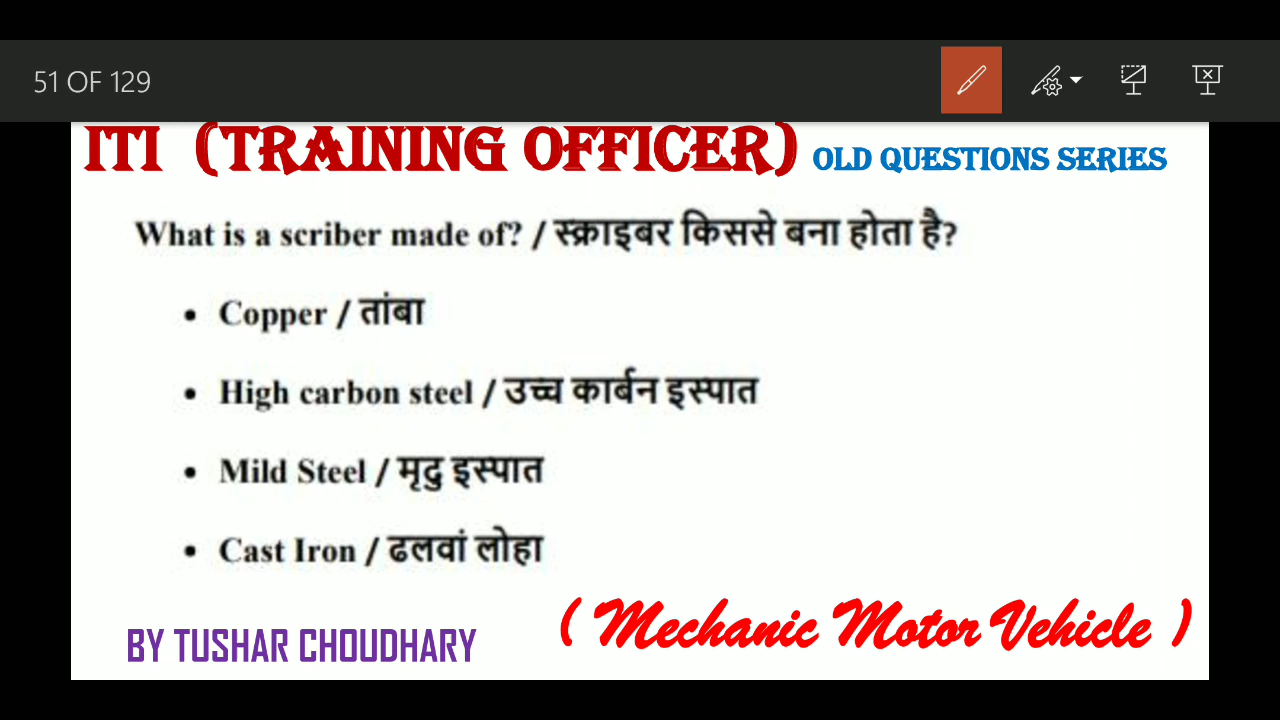 51 OF 129
ITI (TRAINING OFFICER) OLD QUESTIONS SERIES
What is a scriber made of? / स्क्राइबर किससे बना होता है?
• Copper / तांबा
• High carbon steel / उच्च कार्बन इस्पात
• Mild Steel / मृदु इस्पात
• Cast Iron / ढलवां लोहा
BY TUSHAR CHOUDHARY
( Mechanic Motor Vehicle )